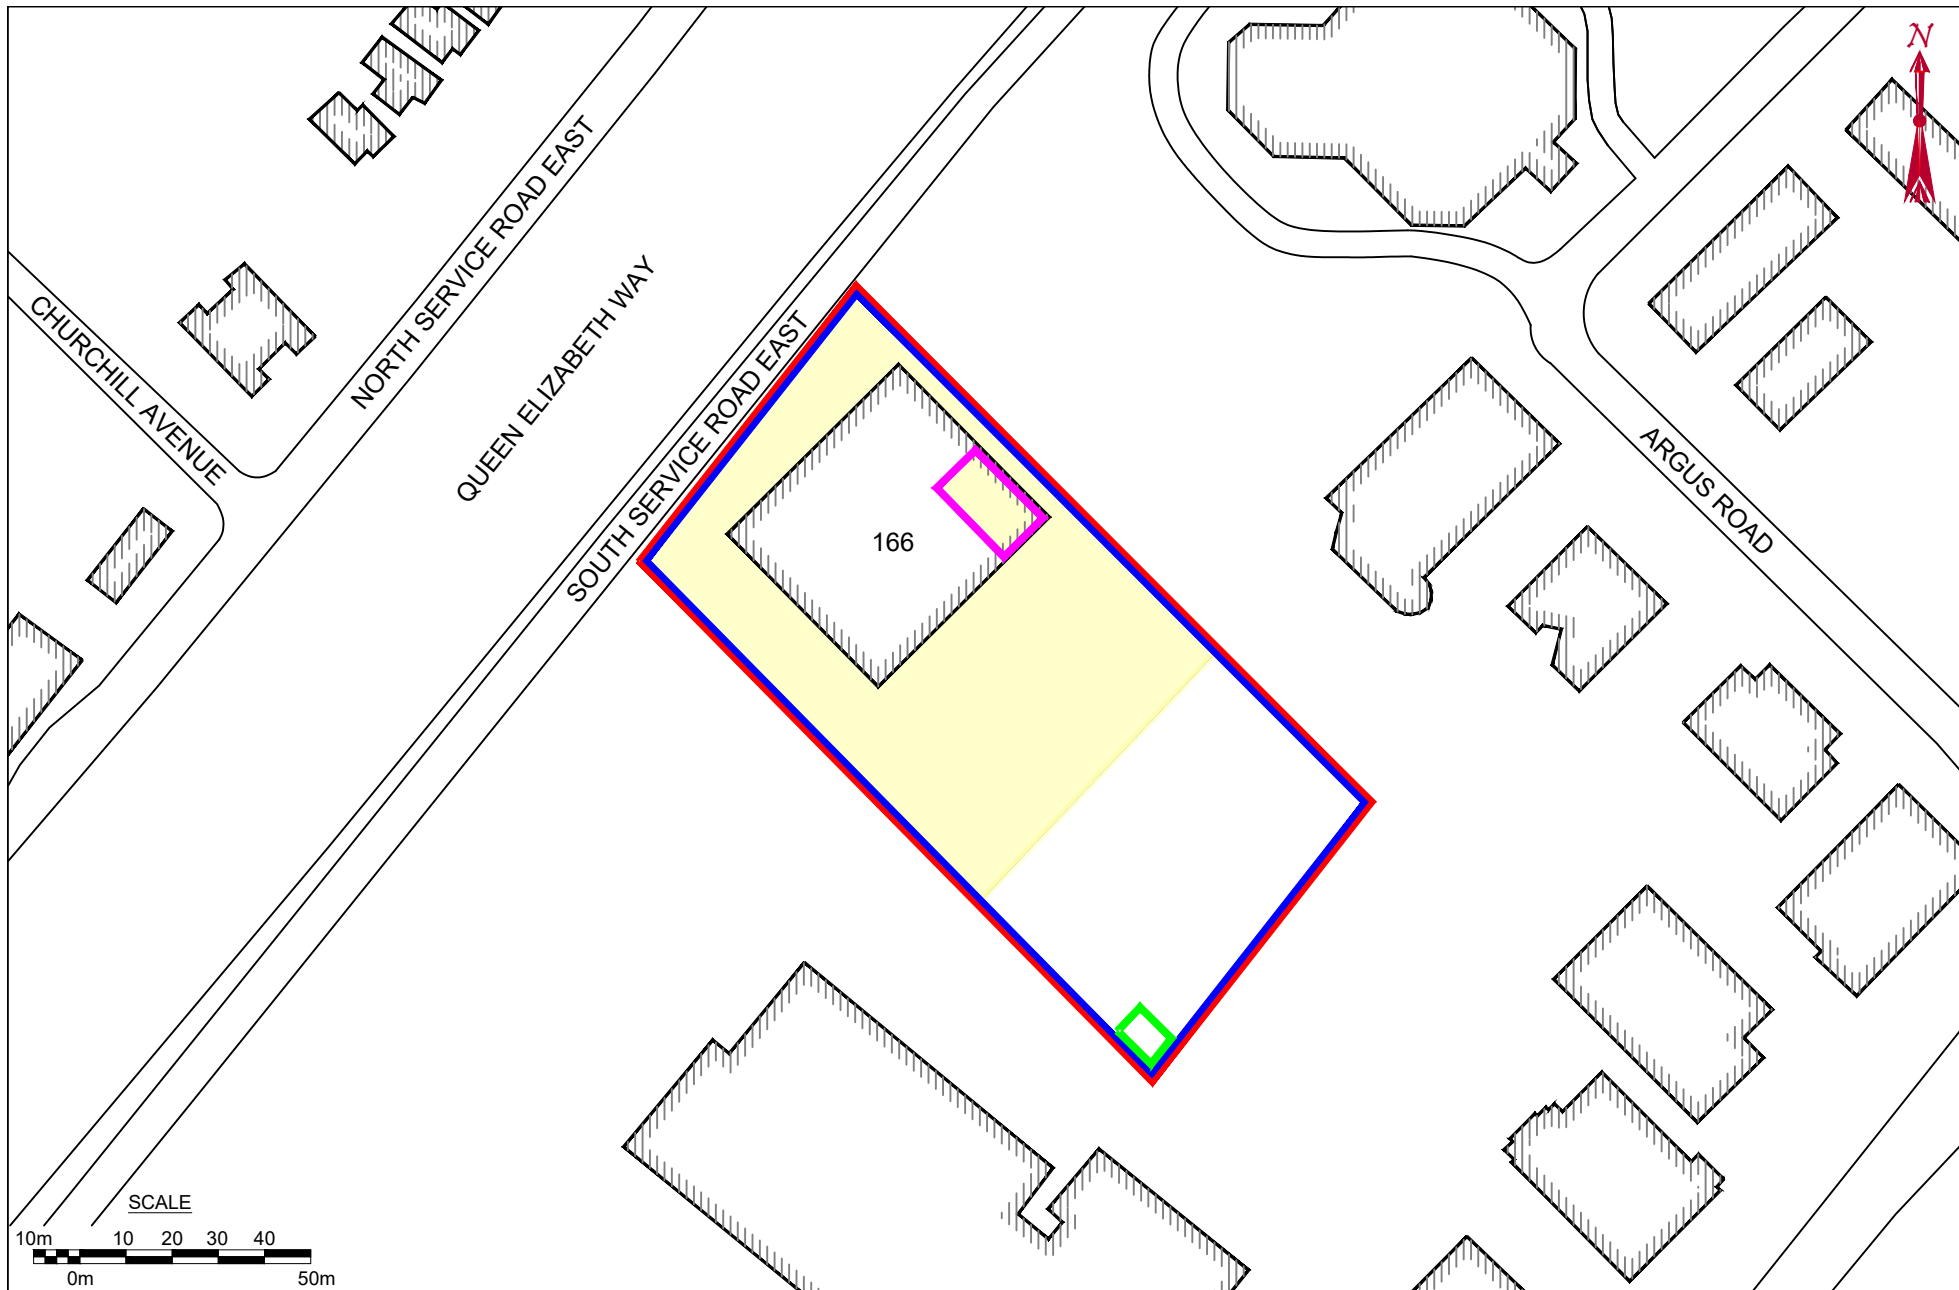 N
NORTH SERVICE ROAD EAST
CHURCHILL AVENUE
QUEEN ELIZABETH WAY
SOUTH SERVICE ROAD EAST
ARGUS ROAD
166
SCALE
10m 10 20 30 40
0m 50m